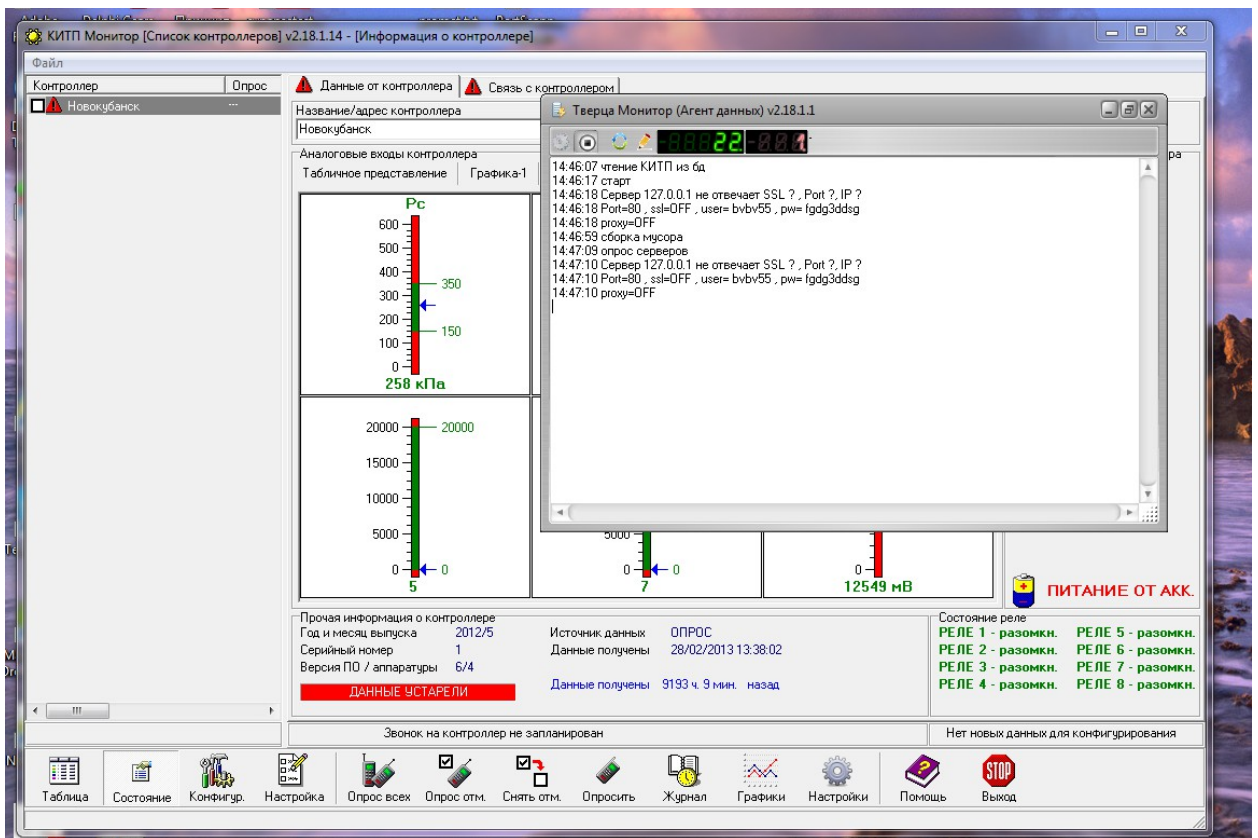 КИТП Монитор [Список контроллеров] v2.18.1.14 - [Информация о контроллере]
Файл
Контроллер Опрос
Новокубанск ---
Данные от контроллера Связь с контроллером
Название/адрес контроллера
Новокубанск
Аналоговые входы контроллера
Табличное представление Графика-1
Pc
600
500
400
350
300
200
150
100
0
258 кПа
20000 20000
15000
10000
5000
0 0
5
5000
0 0
7
0
12549 мВ
Тверца Монитор (Агент данных) v2.18.1.1
22. 1.
14:46:07 чтение КИТП из бд
14:46:17 старт
14:46:18 Сервер 127.0.0.1 не отвечает SSL ? , Port ?, IP ?
14:46:18 Port=80 , ssl=OFF , user= bvbv55 , pw= fgdg3ddsg
14:46:18 proxy=OFF
14:46:59 сборка мусора
14:47:09 опрос серверов
14:47:10 Сервер 127.0.0.1 не отвечает SSL ? , Port ?, IP ?
14:47:10 Port=80 , ssl=OFF , user= bvbv55 , pw= fgdg3ddsg
14:47:10 proxy=OFF
ПИТАНИЕ ОТ АКК.
Прочая информация о контроллере
Год и месяц выпуска 2012/5
Серийный номер 1
Версия ПО / аппаратуры 6/4
ДАННЫЕ УСТАРЕЛИ
Источник данных ОПРОС
Данные получены 28/02/2013 13:38:02
Данные получены 9193 ч. 9 мин. назад
Состояние реле
РЕЛЕ 1 - разомкн. РЕЛЕ 5 - разомкн.
РЕЛЕ 2 - разомкн. РЕЛЕ 6 - разомкн.
РЕЛЕ 3 - разомкн. РЕЛЕ 7 - разомкн.
РЕЛЕ 4 - разомкн. РЕЛЕ 8 - разомкн.
Звонок на контроллер не запланирован
Нет новых данных для конфигурирования
Таблица Состояние Конфигур. Настройка Опрос всех Опрос отм. Снять отм. Опросить Журнал Графики Настройки Помощь STOP Выход